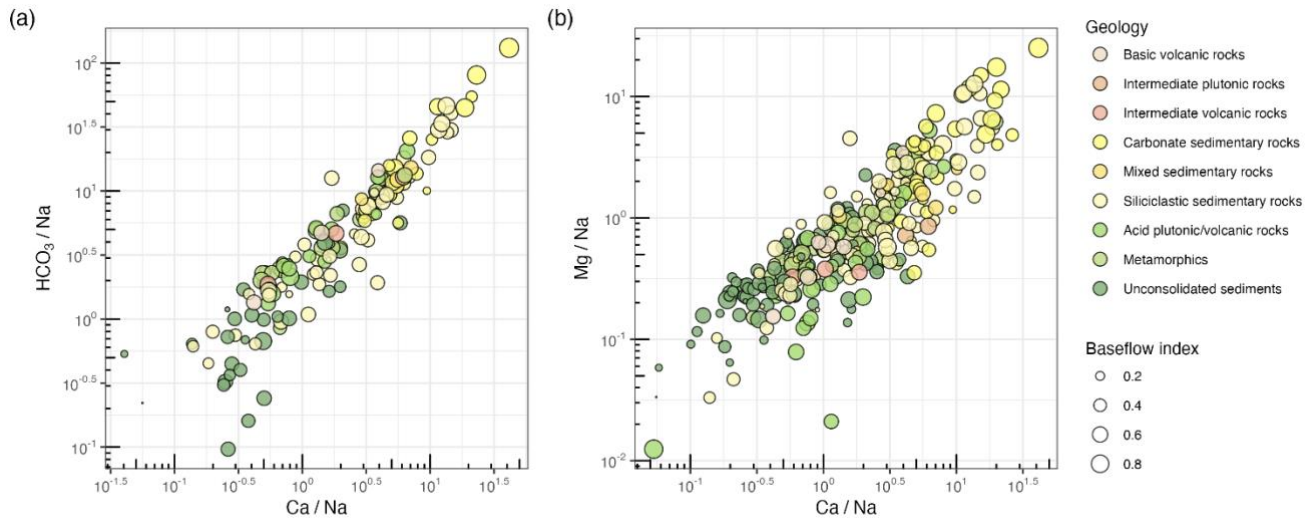 (a)
HCO₃ / Na
10²
10^1.5
10¹
10^0.5
10⁰
10^-0.5
10^-1
10^-1.5 10^-1 10^-0.5 10⁰ 10^0.5 10¹ 10^1.5
Ca / Na
(b)
Mg / Na
10¹
10⁰
10^-1
10^-2
10^-1 10^-0.5 10⁰ 10^0.5 10¹ 10^1.5
Ca / Na
Geology
Basic volcanic rocks
Intermediate plutonic rocks
Intermediate volcanic rocks
Carbonate sedimentary rocks
Mixed sedimentary rocks
Siliciclastic sedimentary rocks
Acid plutonic/volcanic rocks
Metamorphics
Unconsolidated sediments
Baseflow index
0.2
0.4
0.6
0.8